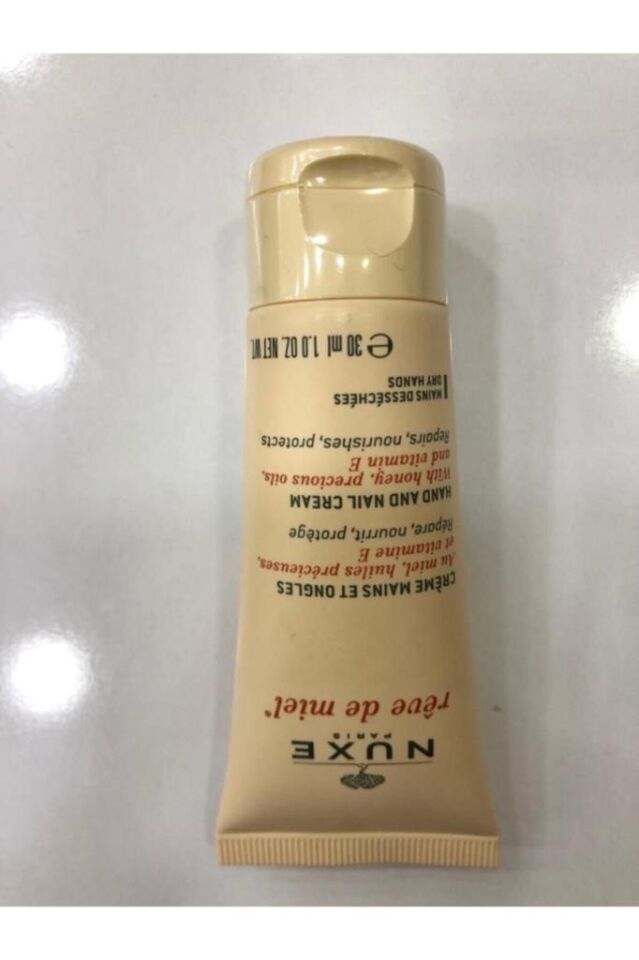 NUXE
PARIS
rêve de miel®
CRÈME MAINS ET ONGLES
Au miel, huiles précieuses,
et vitamine E
Répare, nourrit, protège
HAND AND NAIL CREAM
With honey, precious oils,
and vitamin E
Repairs, nourishes, protects
MAINS DESSÉCHÉES
DRY HANDS
℮ 30 ml 1.0 OZ. NET WT.